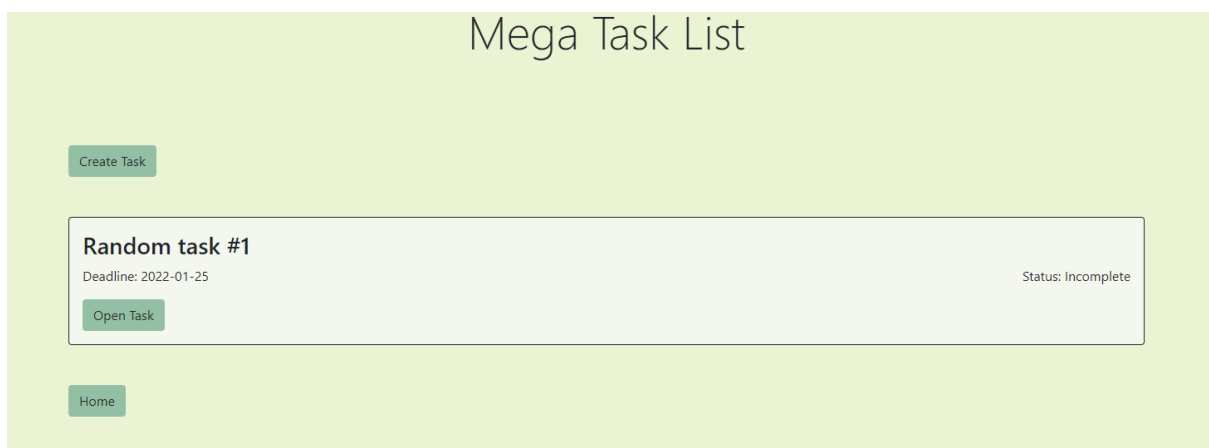 Mega Task List
Create Task
Random task #1
Deadline: 2022-01-25
Status: Incomplete
Open Task
Home